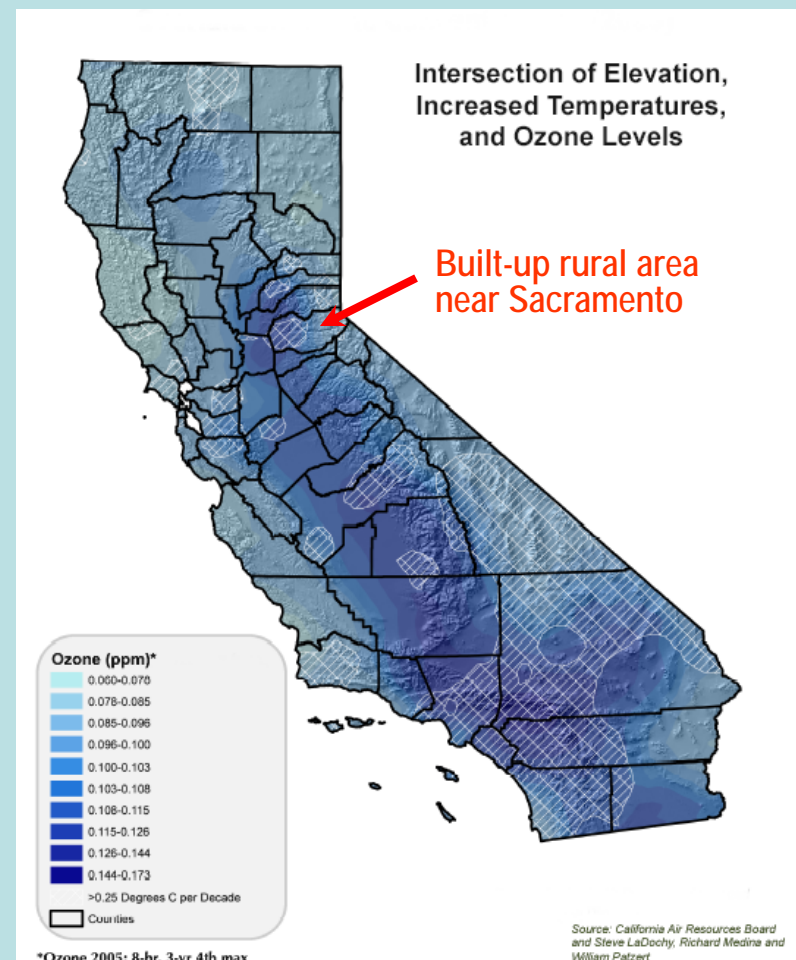 Intersection of Elevation,
Increased Temperatures,
and Ozone Levels
Built-up rural area
near Sacramento
Ozone (ppm)*
0.060-0.078
0.078-0.085
0.085-0.096
0.096-0.100
0.100-0.103
0.103-0.108
0.108-0.115
0.115-0.126
0.126-0.144
0.144-0.173
>0.25 Degrees C per Decade
Counties
Source: California Air Resources Board
and Steve LaDochy, Richard Medina and
William Patzert
*Ozone 2005: 8-hr, 3-yr 4th max